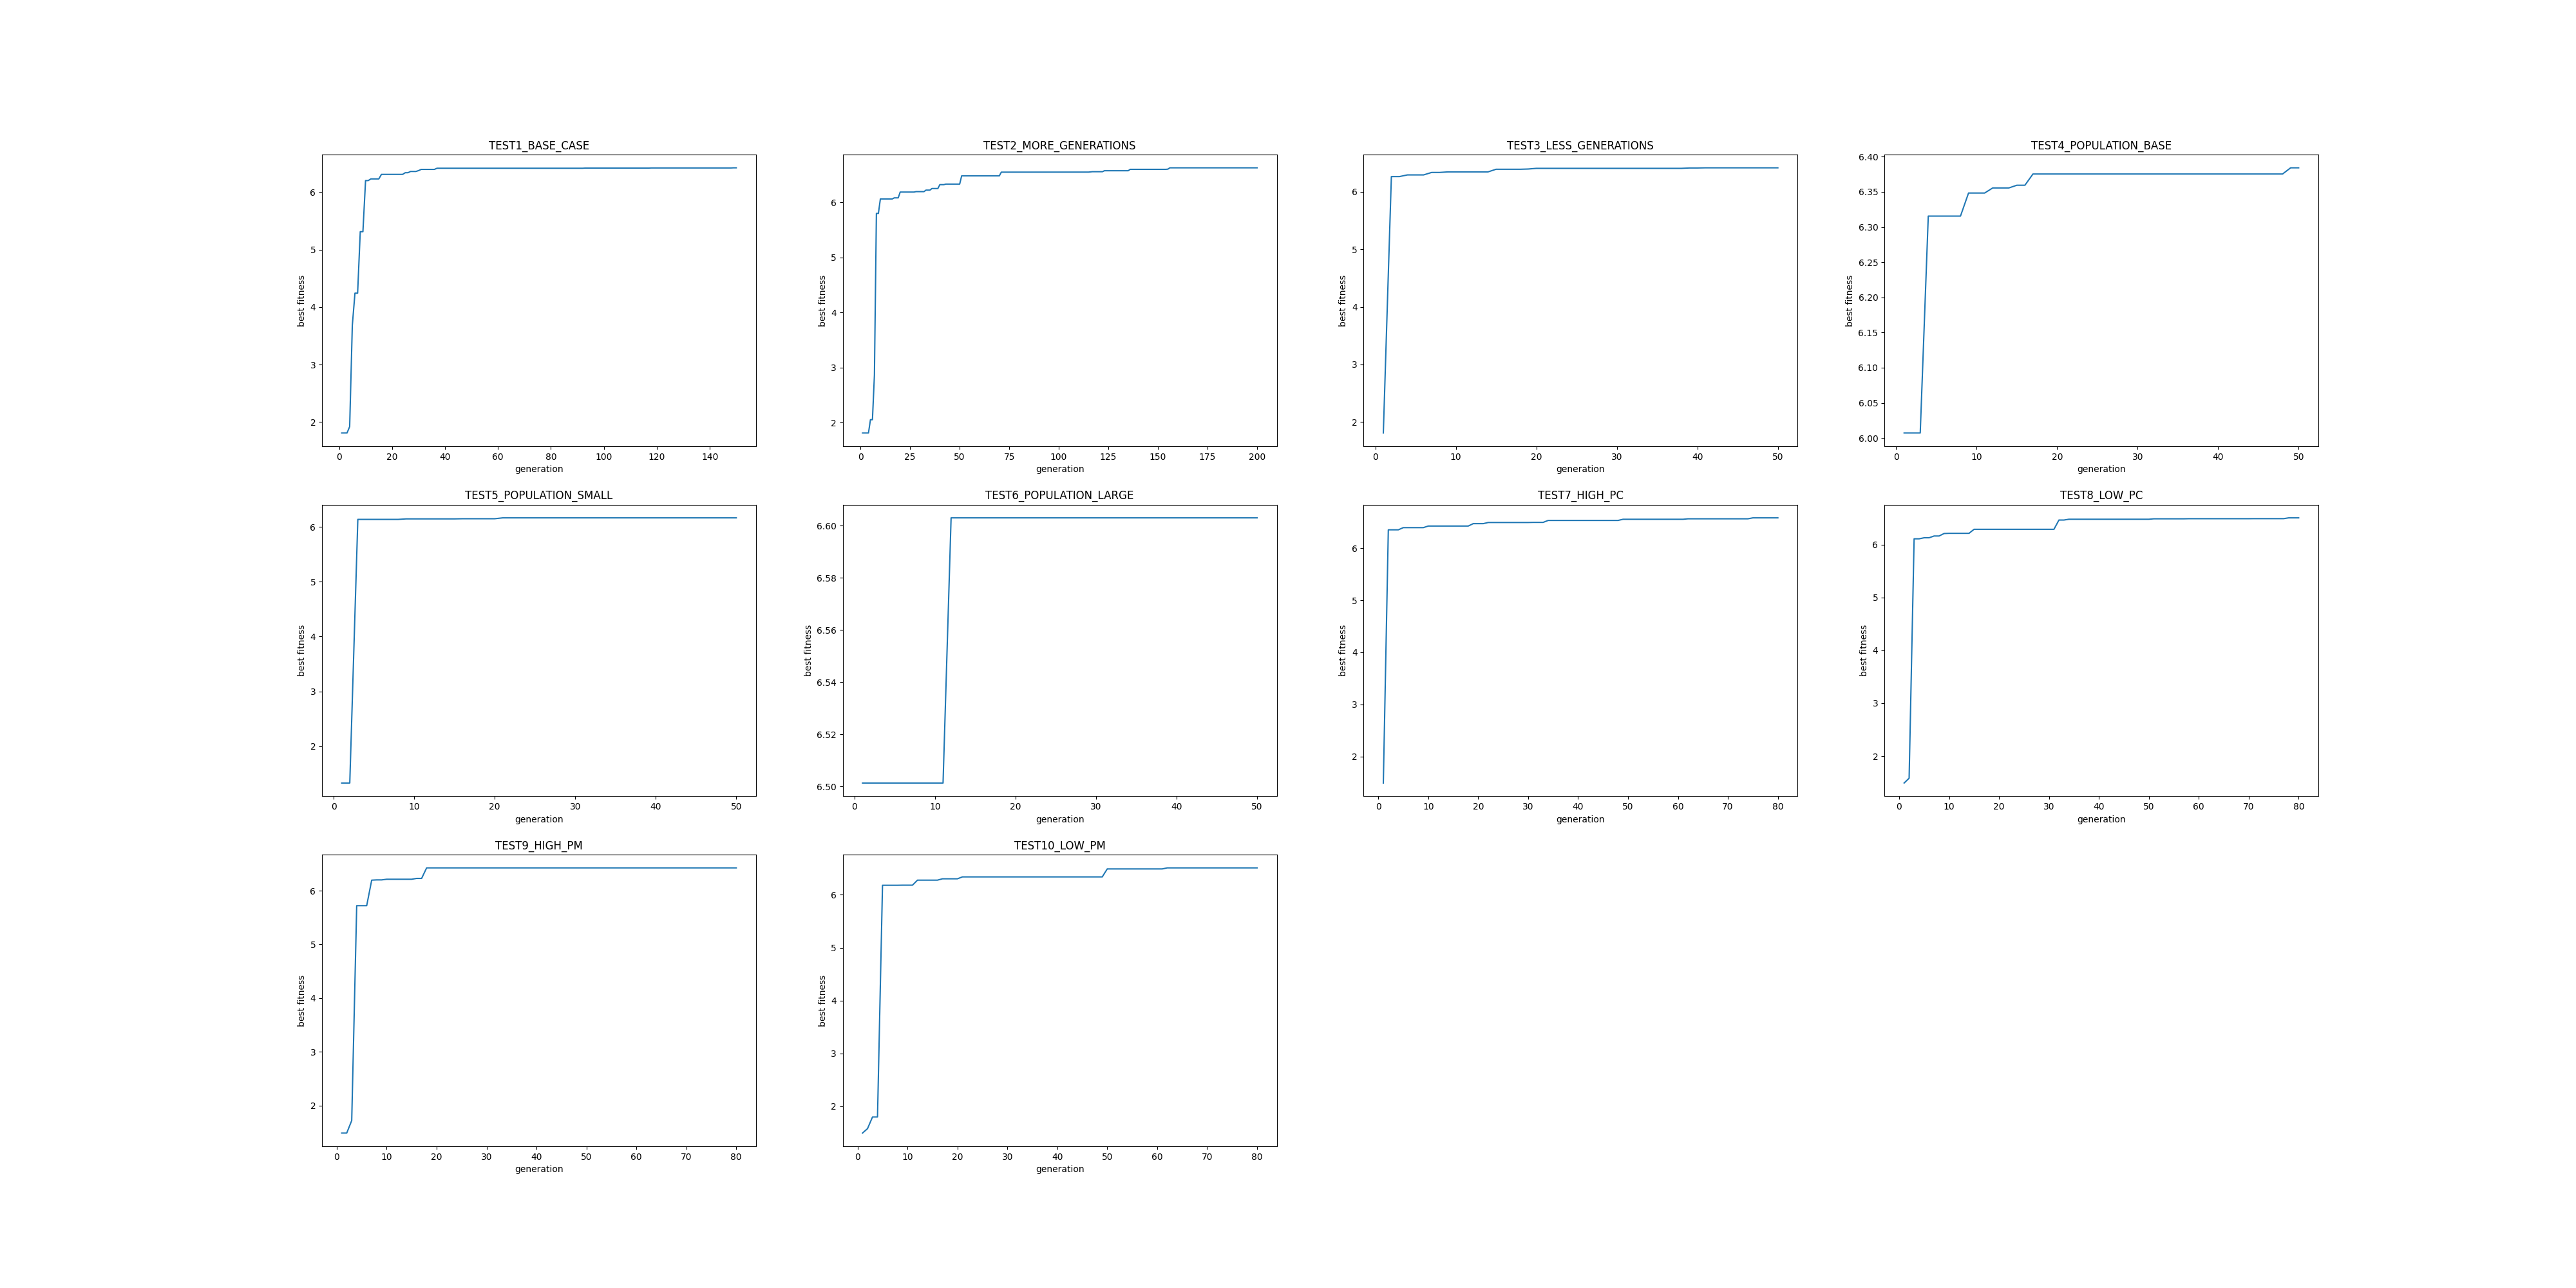 TEST1_BASE_CASE
best fitness
6
5
4
3
2
0 20 40 60 80 100 120 140
generation
TEST2_MORE_GENERATIONS
best fitness
6
5
4
3
2
0 25 50 75 100 125 150 175 200
generation
TEST3_LESS_GENERATIONS
best fitness
6
5
4
3
2
0 10 20 30 40 50
generation
TEST4_POPULATION_BASE
best fitness
6.40
6.35
6.30
6.25
6.20
6.15
6.10
6.05
6.00
0 10 20 30 40 50
generation
TEST5_POPULATION_SMALL
best fitness
6
5
4
3
2
0 10 20 30 40 50
generation
TEST6_POPULATION_LARGE
best fitness
6.60
6.58
6.56
6.54
6.52
6.50
0 10 20 30 40 50
generation
TEST7_HIGH_PC
best fitness
6
5
4
3
2
0 10 20 30 40 50 60 70 80
generation
TEST8_LOW_PC
best fitness
6
5
4
3
2
0 10 20 30 40 50 60 70 80
generation
TEST9_HIGH_PM
best fitness
6
5
4
3
2
0 10 20 30 40 50 60 70 80
generation
TEST10_LOW_PM
best fitness
6
5
4
3
2
0 10 20 30 40 50 60 70 80
generation